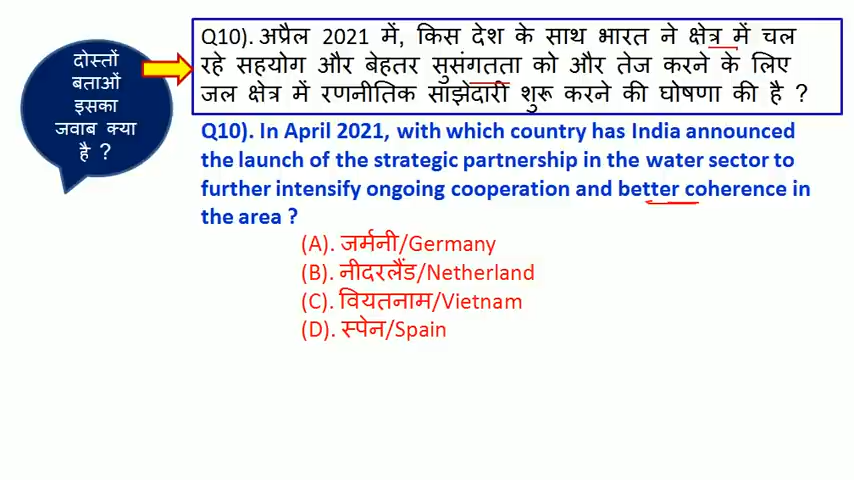 दोस्तों
बताओं
इसका
जवाब क्या
है ?
Q10). अप्रैल 2021 में, किस देश के साथ भारत ने क्षेत्र में चल
रहे सहयोग और बेहतर सुसंगतता को और तेज करने के लिए
जल क्षेत्र में रणनीतिक साझेदारी शुरू करने की घोषणा की है ?
Q10). In April 2021, with which country has India announced
the launch of the strategic partnership in the water sector to
further intensify ongoing cooperation and better coherence in
the area ?
(A). जर्मनी/Germany
(B). नीदरलैंड/Netherland
(C). वियतनाम/Vietnam
(D). स्पेन/Spain